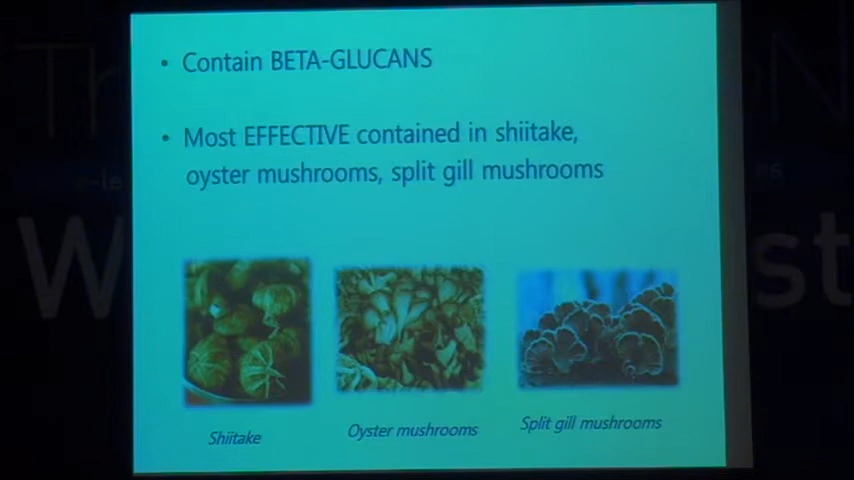 • Contain BETA-GLUCANS
• Most EFFECTIVE contained in shiitake,
oyster mushrooms, split gill mushrooms
Shiitake
Oyster mushrooms
Split gill mushrooms